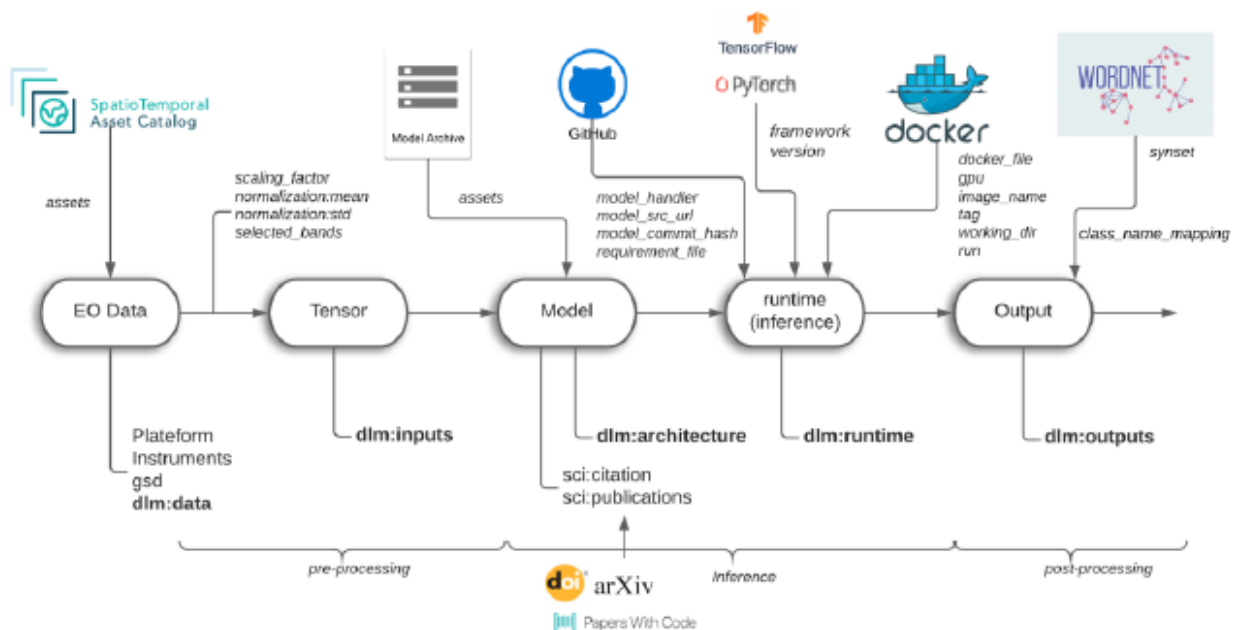 TensorFlow
PyTorch
SpatioTemporal
Asset Catalog
Model Archive
GitHub
docker
WORDNET
assets
scaling_factor
normalization:mean
normalization:std
selected_bands
assets
model_handler
model_src_url
model_commit_hash
requirement_file
framework
version
docker_file
gpu
image_name
tag
working_dir
run
synset
class_name_mapping
EO Data
Tensor
Model
runtime
(inference)
Output
Plateform
Instruments
gsd
dlm:data
dlm:inputs
dlm:architecture
sci:citation
sci:publications
dlm:runtime
dlm:outputs
pre-processing
Inference
post-processing
doi
arXiv
Papers With Code